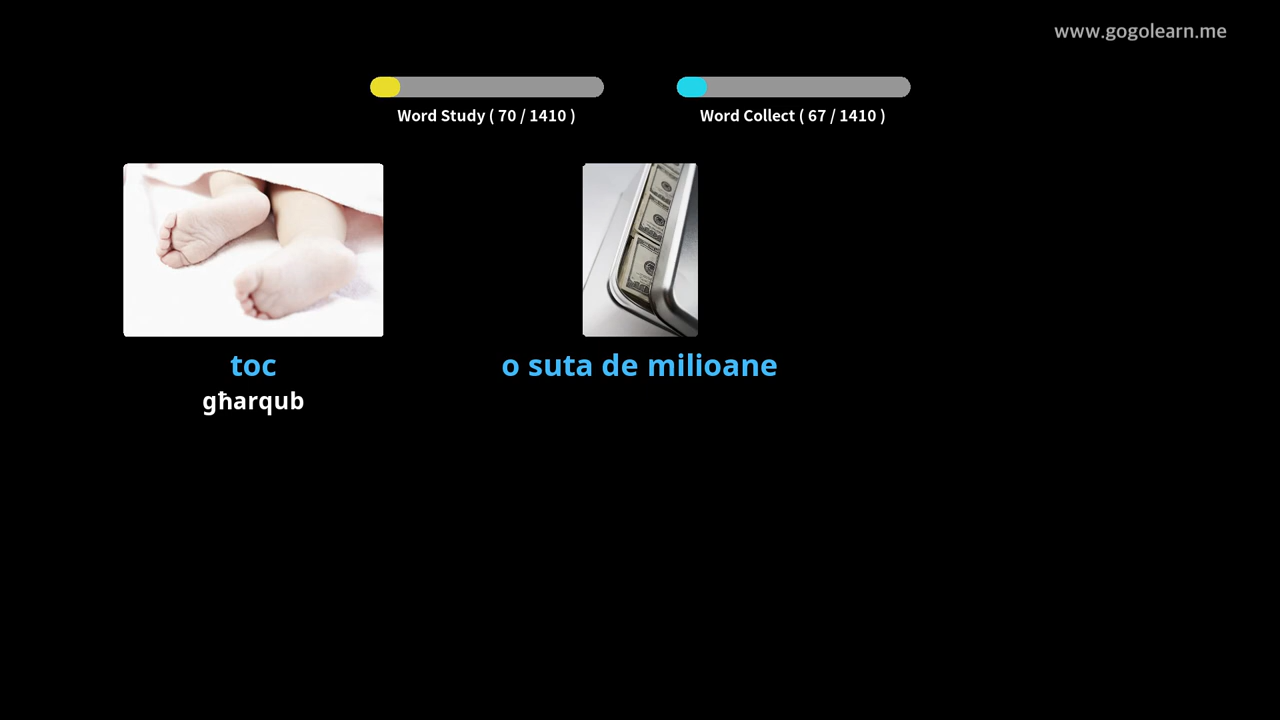 www.gogolearn.me
Word Study ( 70 / 1410 )
Word Collect ( 67 / 1410 )
toc
għarqub
o suta de milioane